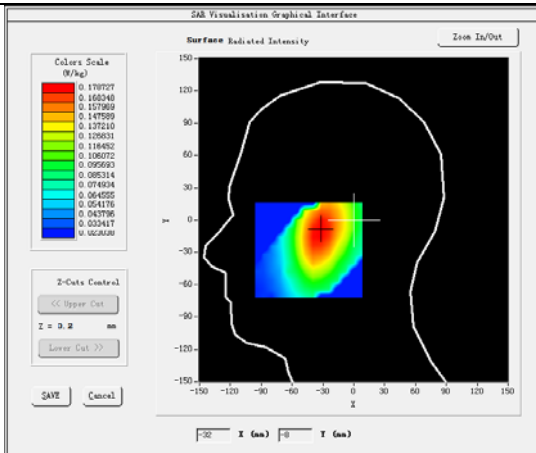 SAR Visualisation Graphical Interface
Surface Radiated Intensity
Zoom In/Out
Colors Scale
(W/kg)
0.178727
0.168348
0.157969
0.147589
0.137210
0.126831
0.116452
0.106072
0.095693
0.085314
0.074934
0.064555
0.054176
0.043796
0.033417
0.023038
Z-Cuts Control
<< Upper Cut
Z = 3.2 mm
Lower Cut >>
SAVE
Cancel
150
120
90
60
30
0
-30
-60
-90
-120
-150
Y
-150 -120 -90 -60 -30 0 30 60 90 120 150
X
-32 X (mm) -8 Y (mm)